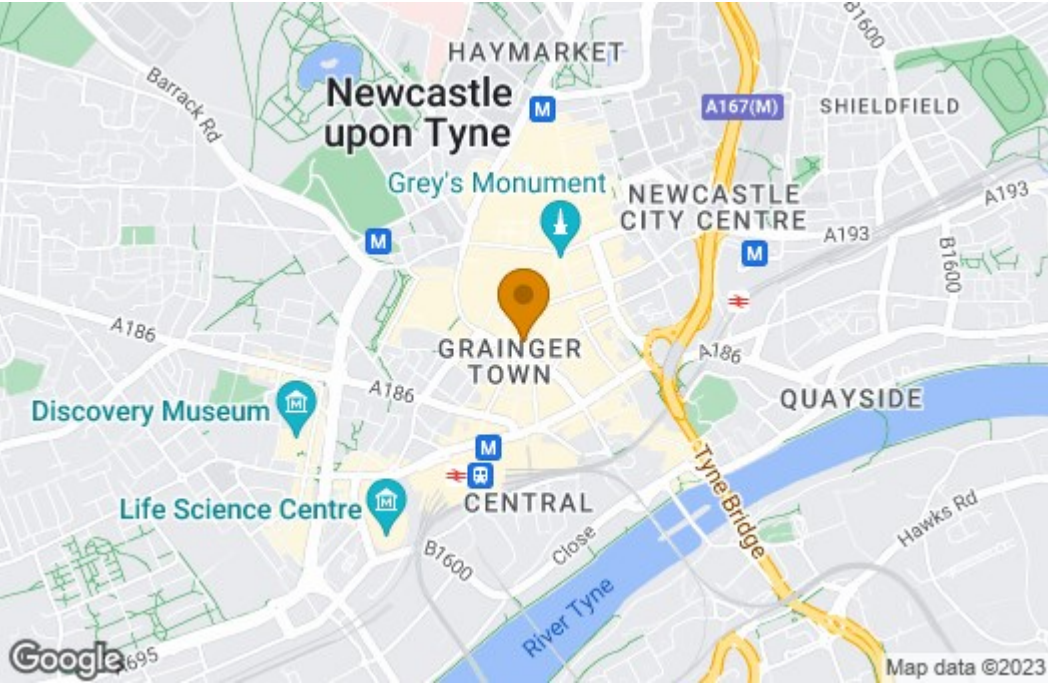 HAYMARKET
Newcastle
upon Tyne
Barrack Rd
B1600
M
A167(M)
SHIELDFIELD
Grey's Monument
NEWCASTLE
CITY CENTRE
A193
A193
M
M
B1600
A186
GRAINGER
TOWN
A186
A186
Discovery Museum
M
QUAYSIDE
M
Life Science Centre
M
CENTRAL
Tyne Bridge
Hawks Rd
Close
B1600
River Tyne
Google
A695
Map data ©2023